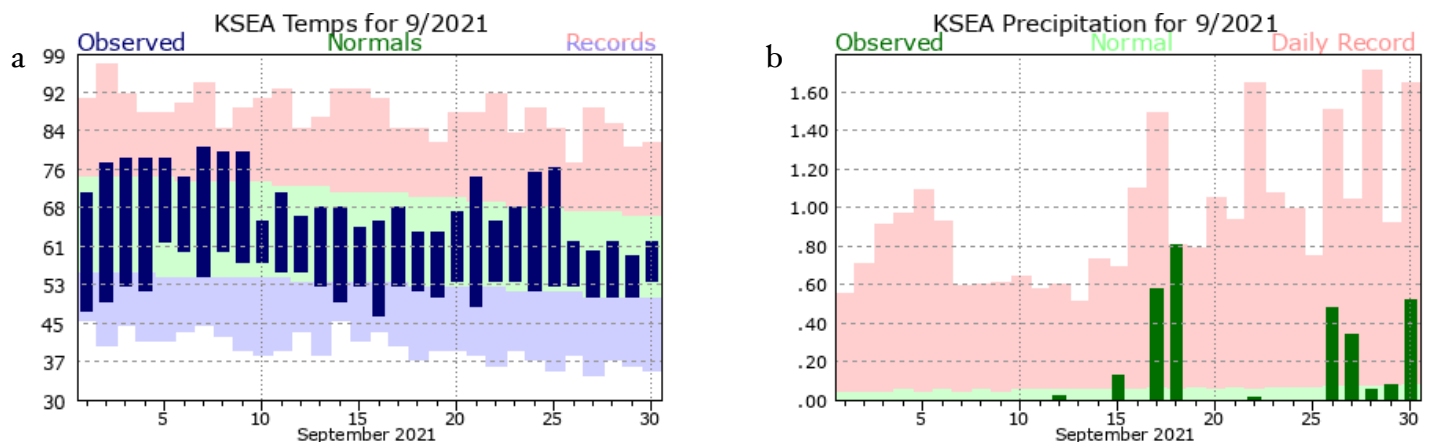 a
KSEA Temps for 9/2021
Observed Normals Records
99
92
84
76
68
61
53
45
37
30
5 10 15 20 25 30
September 2021
b
KSEA Precipitation for 9/2021
Observed Normal Daily Record
1.60
1.40
1.20
1.00
.80
.60
.40
.20
.00
5 10 15 20 25 30
September 2021